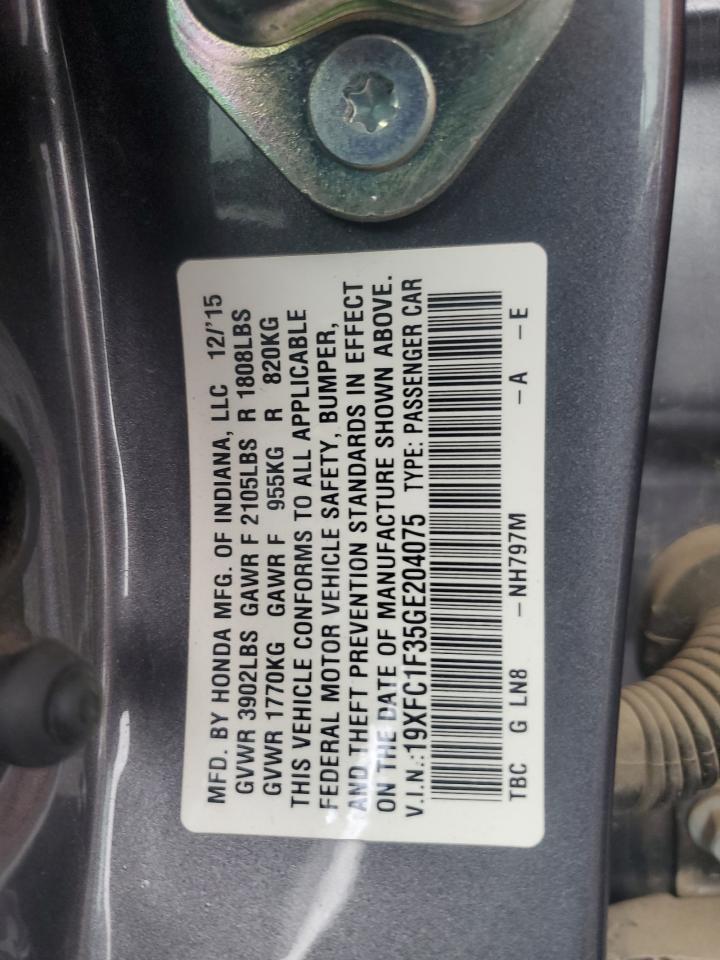 MFD. BY HONDA MFG. OF INDIANA, LLC 12/'15
GVWR 3902LBS GAWR F 2105LBS R 1808LBS
GVWR 1770KG GAWR F 955KG R 820KG
THIS VEHICLE CONFORMS TO ALL APPLICABLE
FEDERAL MOTOR VEHICLE SAFETY, BUMPER,
AND THEFT PREVENTION STANDARDS IN EFFECT
ON THE DATE OF MANUFACTURE SHOWN ABOVE.
V.I.N.:19XFC1F35GE204075 TYPE: PASSENGER CAR
TBC G LN8 -NH797M -A -E